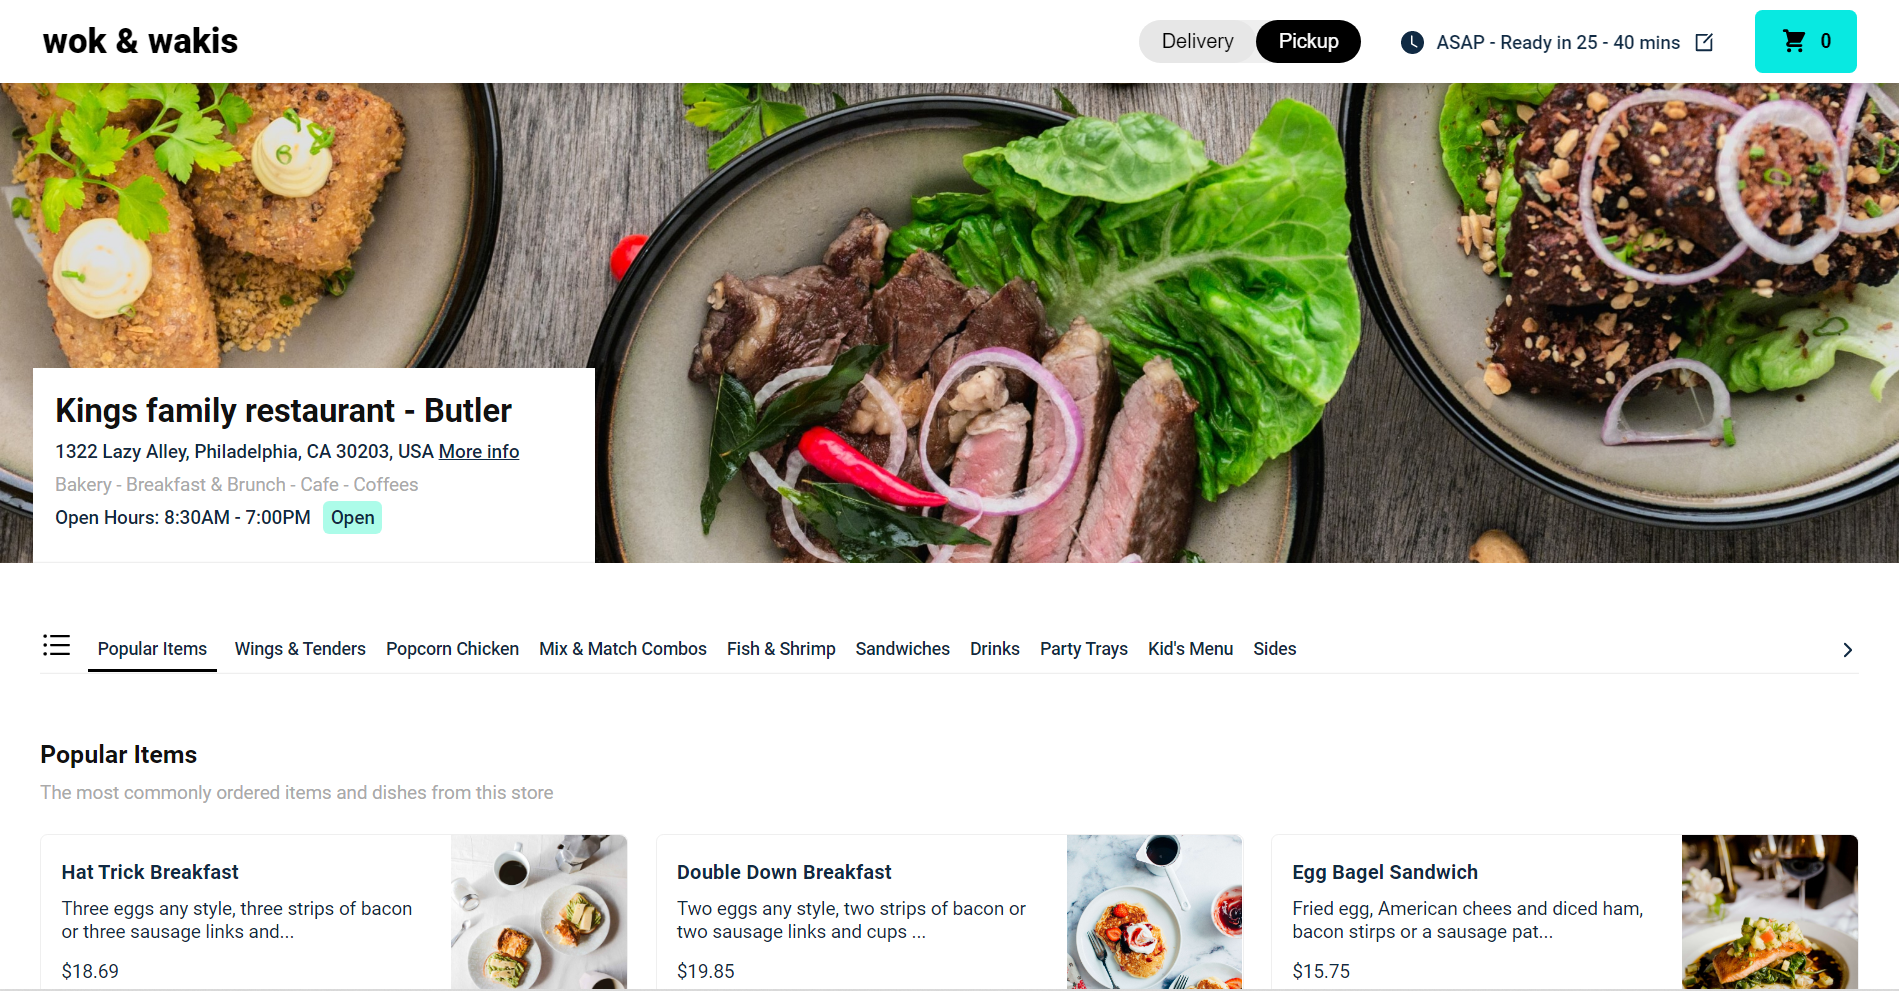 wok & wakis
Delivery
Pickup
ASAP - Ready in 25 - 40 mins
0
Kings family restaurant - Butler
1322 Lazy Alley, Philadelphia, CA 30203, USA More info
Bakery - Breakfast & Brunch - Cafe - Coffees
Open Hours: 8:30AM - 7:00PM Open
Popular Items
Wings & Tenders
Popcorn Chicken
Mix & Match Combos
Fish & Shrimp
Sandwiches
Drinks
Party Trays
Kid's Menu
Sides
Popular Items
The most commonly ordered items and dishes from this store
Hat Trick Breakfast
Three eggs any style, three strips of bacon
or three sausage links and...
$18.69
Double Down Breakfast
Two eggs any style, two strips of bacon or
two sausage links and cups ...
$19.85
Egg Bagel Sandwich
Fried egg, American chees and diced ham,
bacon stirps or a sausage pat...
$15.75